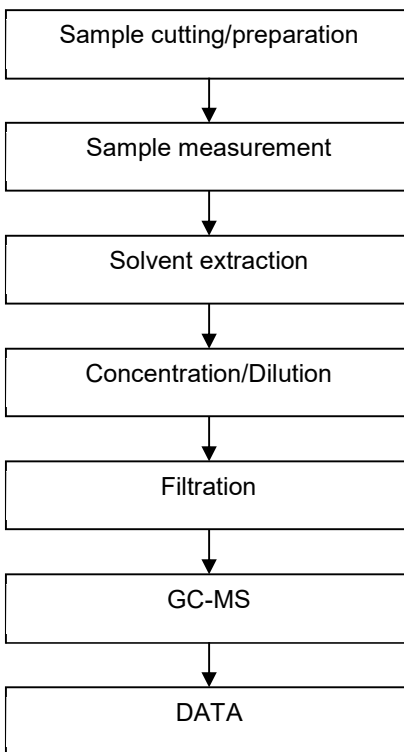 Sample cutting/preparation
Sample measurement
Solvent extraction
Concentration/Dilution
Filtration
GC-MS
DATA